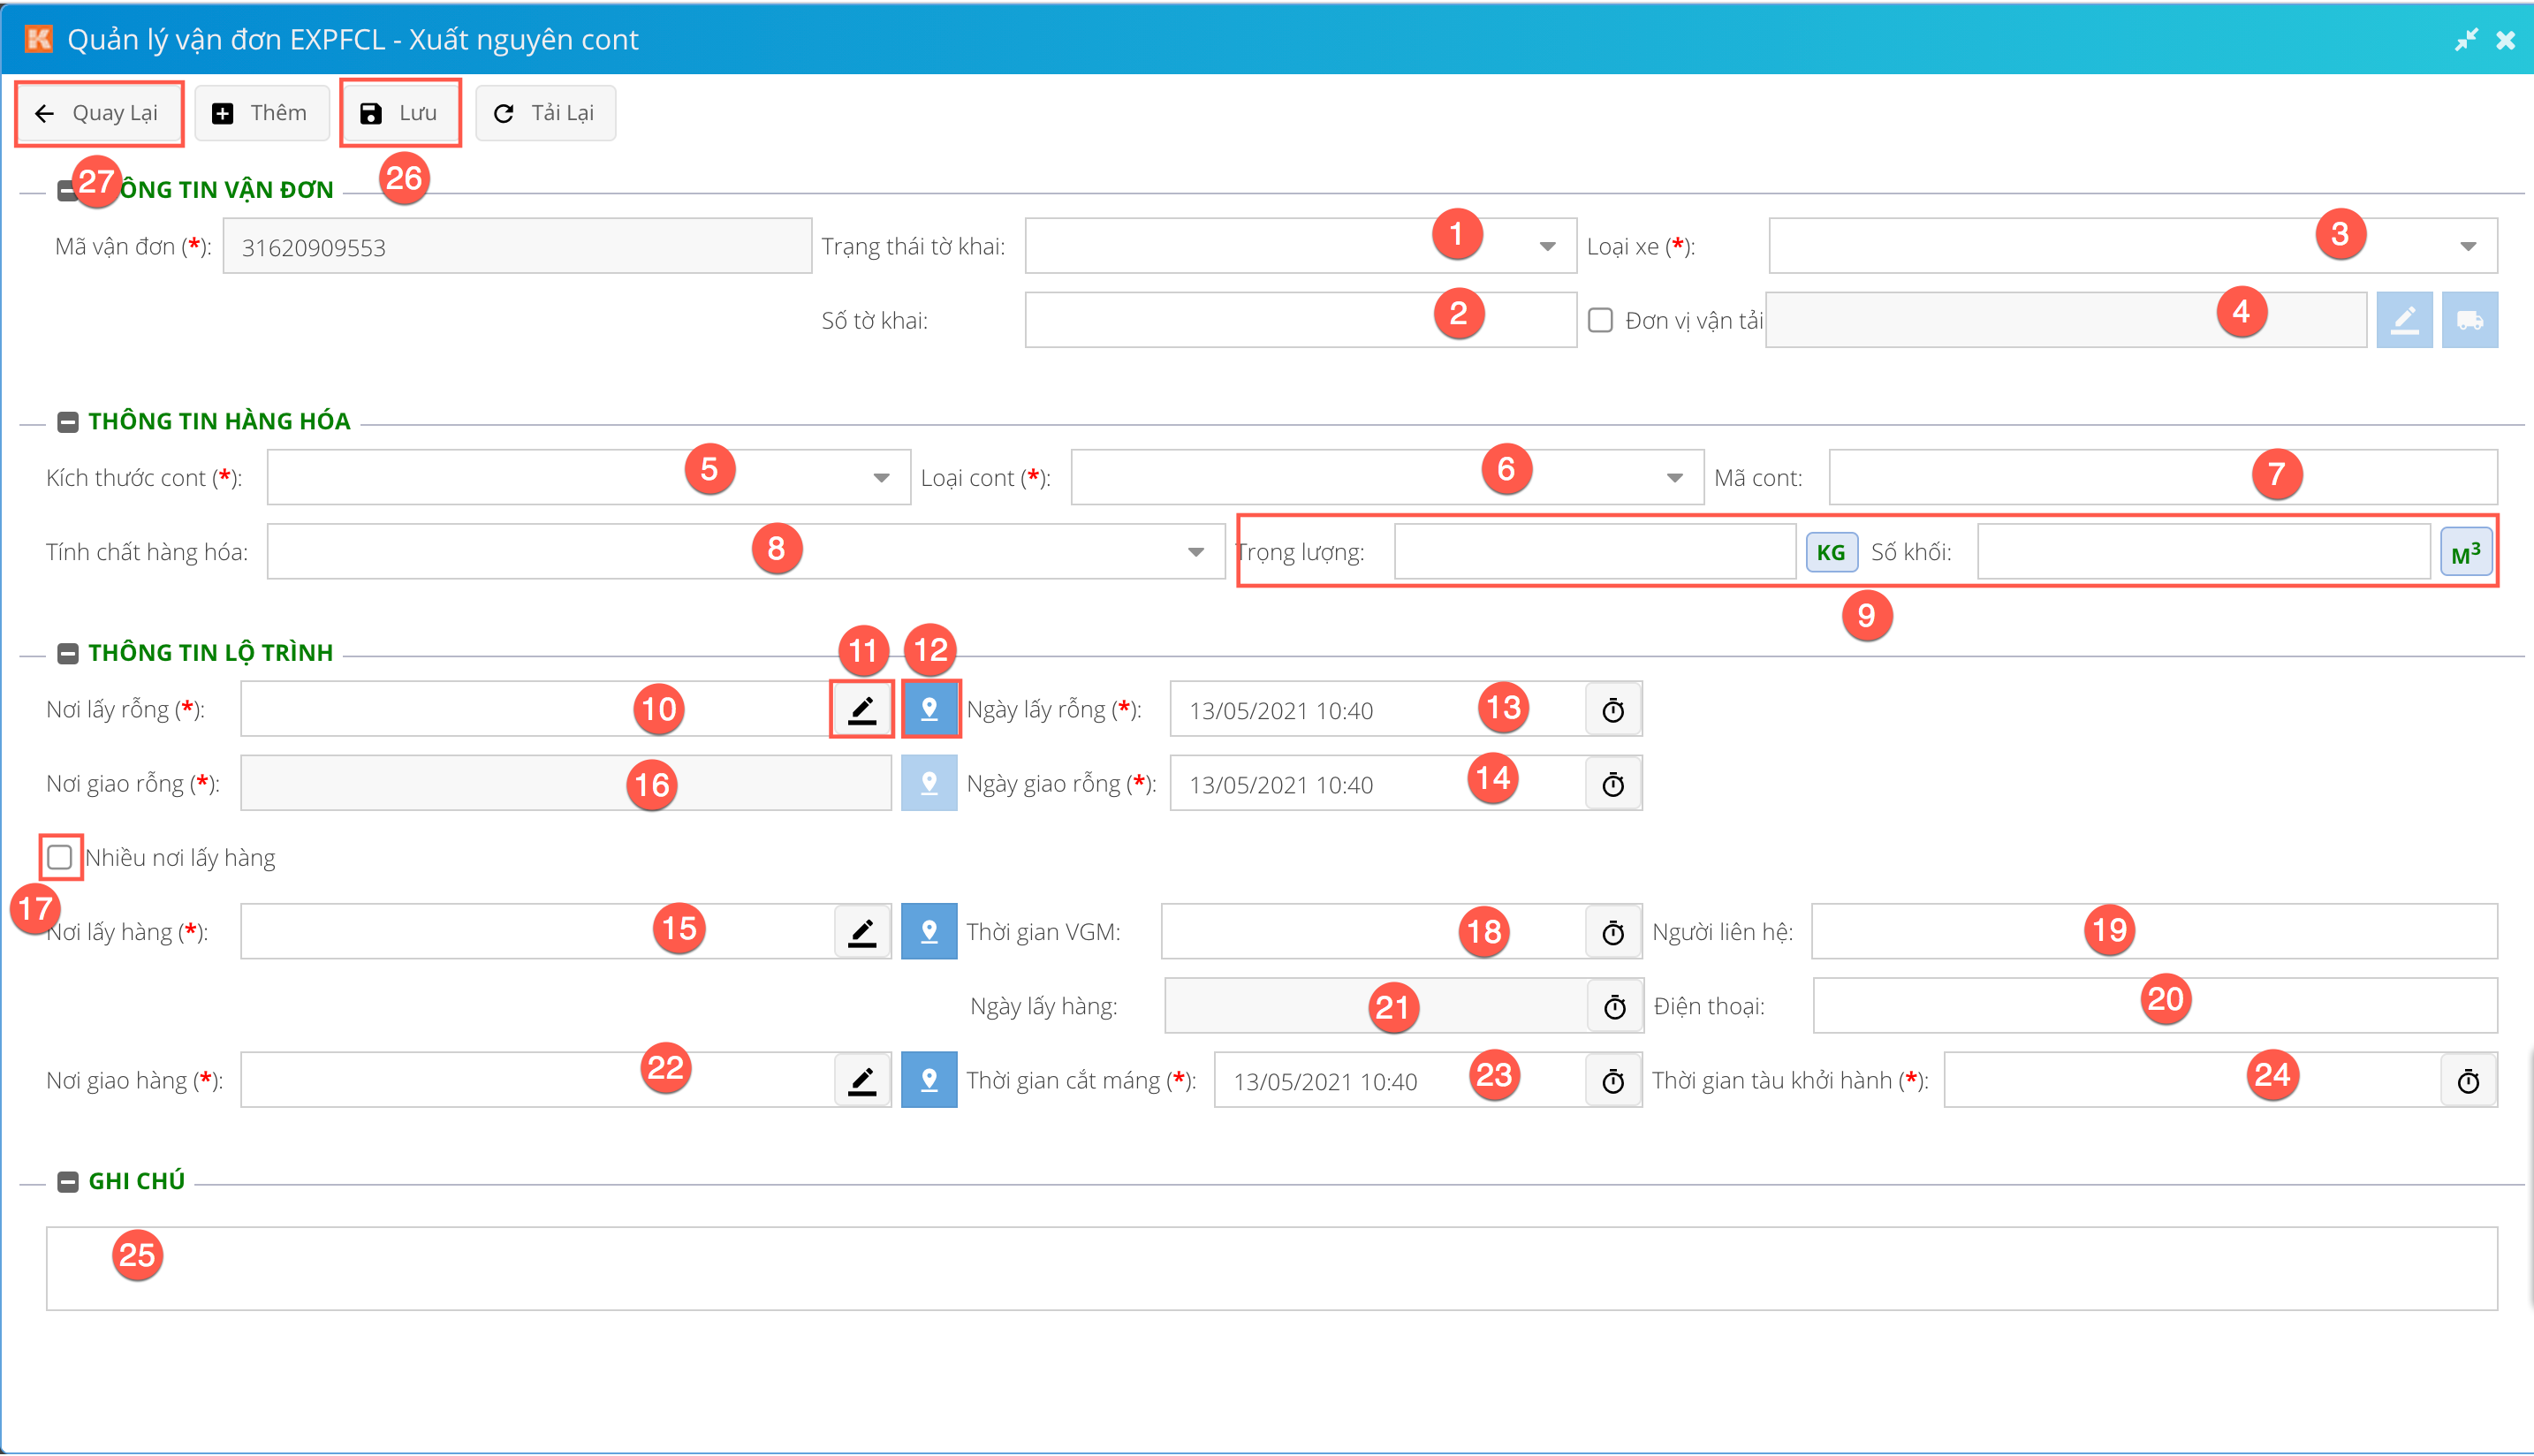 K Quản lý vận đơn EXPFCL - Xuất nguyên cont
Quay Lại Thêm Lưu Tải Lại
27 ÔNG TIN VẬN ĐƠN 26
Mã vận đơn (*): 31620909553 Trạng thái tờ khai: 1 Loại xe (*): 3
Số tờ khai: 2 Đơn vị vận tải 4
THÔNG TIN HÀNG HÓA
Kích thước cont (*): 5 Loại cont (*): 6 Mã cont: 7
Tính chất hàng hóa: 8 Trọng lượng: KG Số khối: M³
9
THÔNG TIN LỘ TRÌNH 11 12
Nơi lấy rỗng (*): 10 Ngày lấy rỗng (*): 13/05/2021 10:40 13
Nơi giao rỗng (*): 16 Ngày giao rỗng (*): 13/05/2021 10:40 14
Nhiều nơi lấy hàng
17
Nơi lấy hàng (*): 15 Thời gian VGM: 18 Người liên hệ: 19
Ngày lấy hàng: 21 Điện thoại: 20
Nơi giao hàng (*): 22 Thời gian cắt máng (*): 13/05/2021 10:40 23 Thời gian tàu khởi hành (*): 24
GHI CHÚ
25